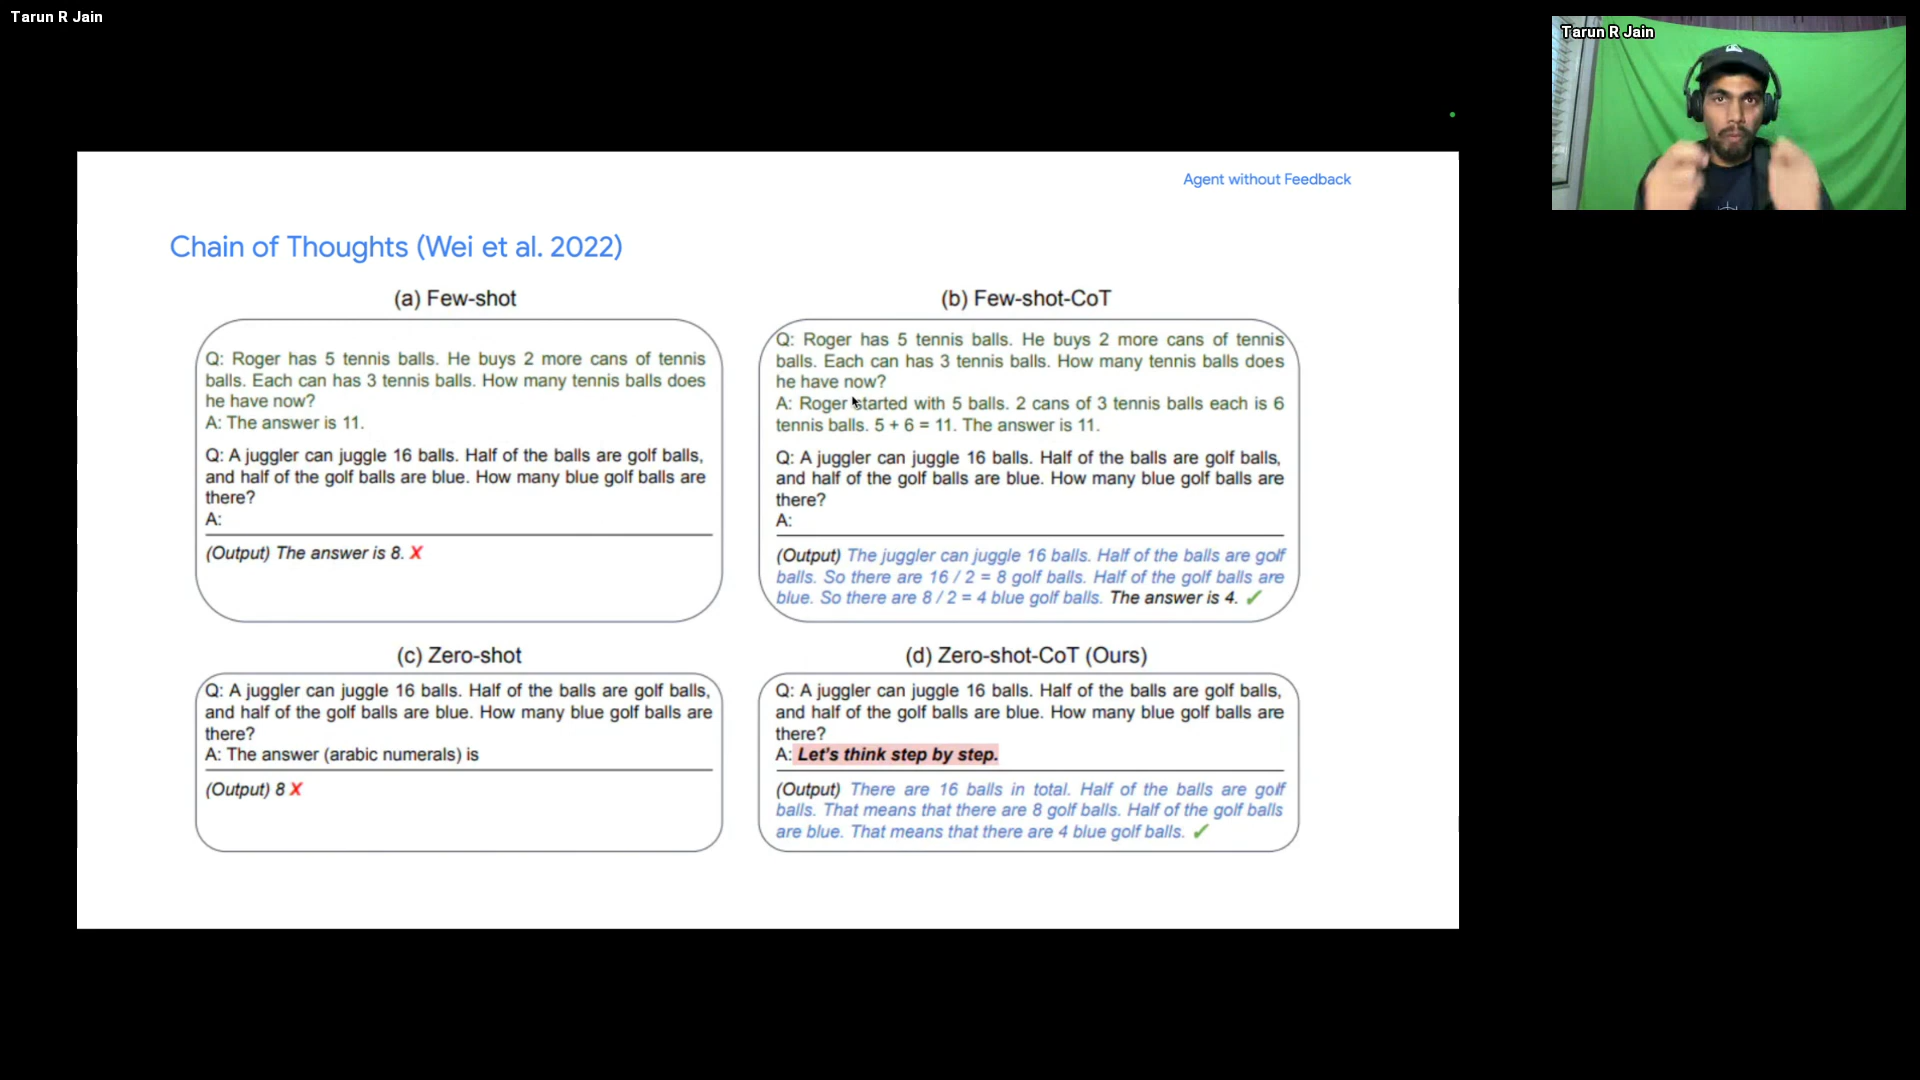 Tarun R Jain
Tarun R Jain
Agent without Feedback
Chain of Thoughts (Wei et al. 2022)
(a) Few-shot
Q: Roger has 5 tennis balls. He buys 2 more cans of tennis
balls. Each can has 3 tennis balls. How many tennis balls does
he have now?
A: The answer is 11.
Q: A juggler can juggle 16 balls. Half of the balls are golf balls,
and half of the golf balls are blue. How many blue golf balls are
there?
A:
(Output) The answer is 8. X
(b) Few-shot-CoT
Q: Roger has 5 tennis balls. He buys 2 more cans of tennis
balls. Each can has 3 tennis balls. How many tennis balls does
he have now?
A: Roger started with 5 balls. 2 cans of 3 tennis balls each is 6
tennis balls. 5 + 6 = 11. The answer is 11.
Q: A juggler can juggle 16 balls. Half of the balls are golf balls,
and half of the golf balls are blue. How many blue golf balls are
there?
A:
(Output) The juggler can juggle 16 balls. Half of the balls are golf
balls. So there are 16 / 2 = 8 golf balls. Half of the golf balls are
blue. So there are 8 / 2 = 4 blue golf balls. The answer is 4. ✓
(c) Zero-shot
Q: A juggler can juggle 16 balls. Half of the balls are golf balls,
and half of the golf balls are blue. How many blue golf balls are
there?
A: The answer (arabic numerals) is
(Output) 8 X
(d) Zero-shot-CoT (Ours)
Q: A juggler can juggle 16 balls. Half of the balls are golf balls,
and half of the golf balls are blue. How many blue golf balls are
there?
A: Let's think step by step.
(Output) There are 16 balls in total. Half of the balls are golf
balls. That means that there are 8 golf balls. Half of the golf balls
are blue. That means that there are 4 blue golf balls. ✓